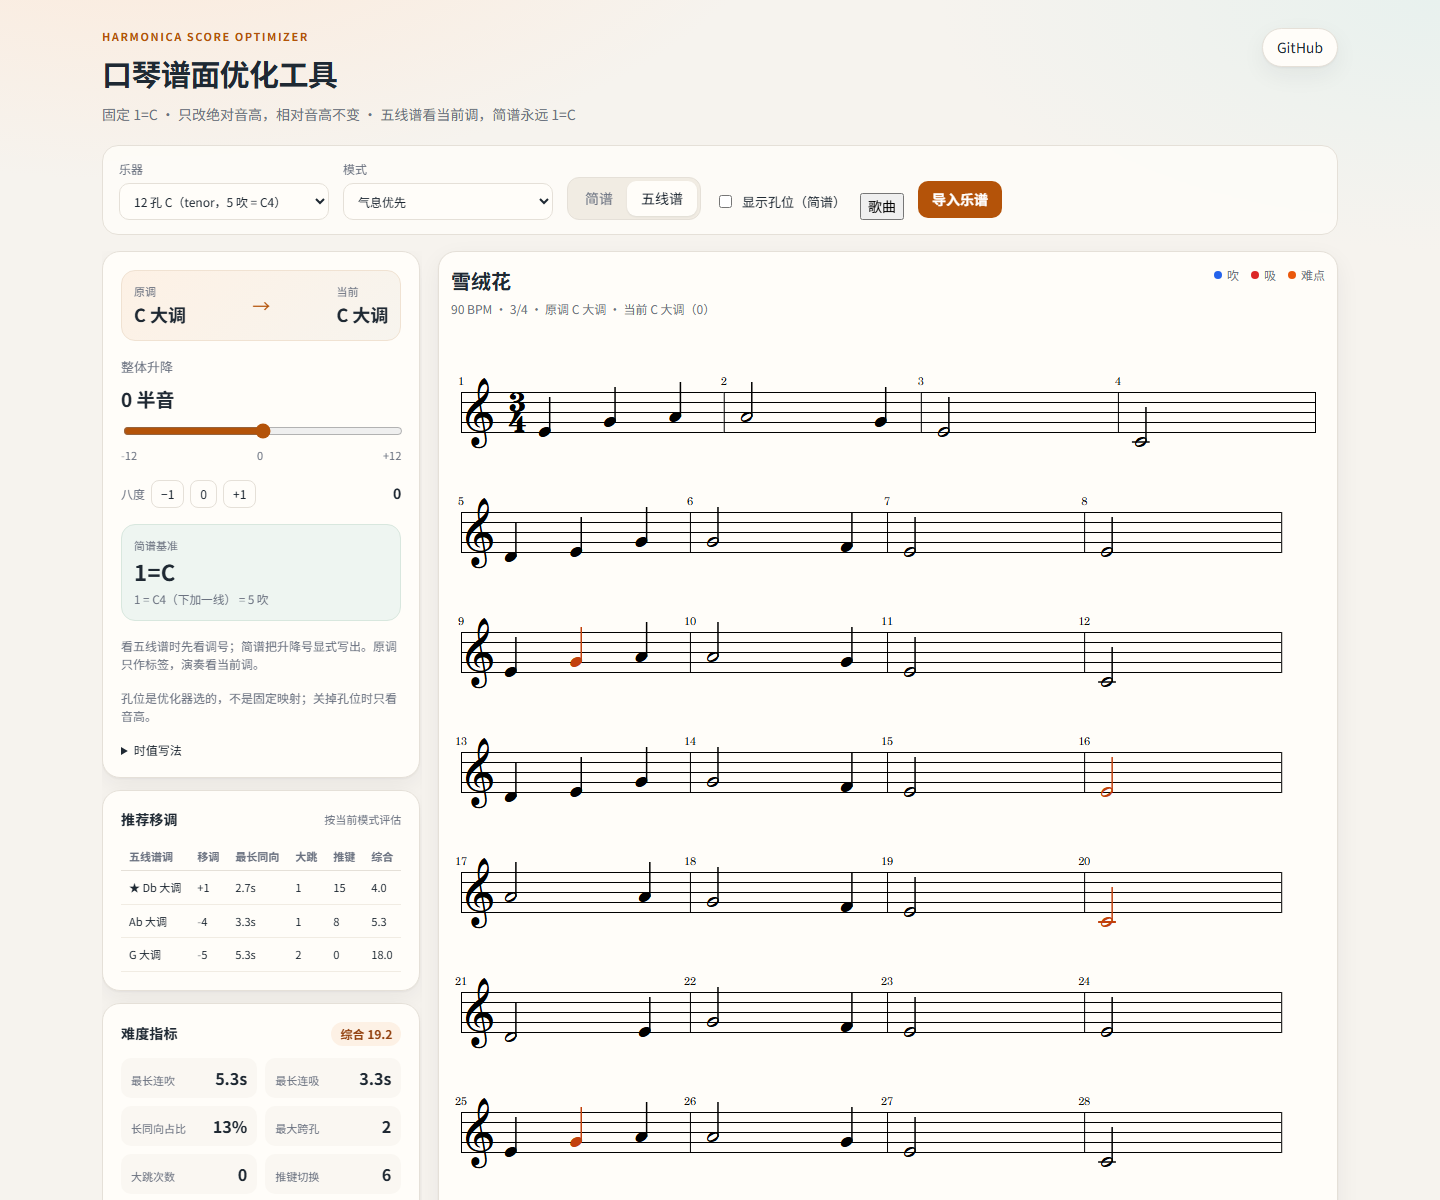 HARMONICA SCORE OPTIMIZER
口琴谱面优化工具
固定 1=C · 只改绝对音高，相对音高不变 · 五线谱看当前调，简谱永远 1=C
GitHub
乐器
12 孔 C（tenor，5 吹 = C4）
模式
气息优先
简谱
五线谱
显示孔位（简谱）
歌曲
导入乐谱
原调
C 大调
→
当前
C 大调
整体升降
0 半音
-12
0
+12
八度
−1
0
+1
0
简谱基准
1=C
1 = C4（下加一线） = 5 吹
看五线谱时先看调号；简谱把升降号显式写出。原调
只作标签，演奏看当前调。
孔位是优化器选的，不是固定映射；关掉孔位时只看
音高。
▶ 时值写法
推荐移调
按当前模式评估
五线谱调 移调 最长同向 大跳 推键 综合
★ Db 大调 +1 2.7s 1 15 4.0
Ab 大调 -4 3.3s 1 8 5.3
G 大调 -5 5.3s 2 0 18.0
难度指标
综合 19.2
最长连吹 5.3s
最长连吸 3.3s
长同向占比 13%
最大跨孔 2
大跳次数 0
推键切换 6
雪绒花
90 BPM · 3/4 · 原调 C 大调 · 当前 C 大调（0）
吹
吸
难点
1 2 3 4
3
4
5 6 7 8
9 10 11 12
13 14 15 16
17 18 19 20
21 22 23 24
25 26 27 28